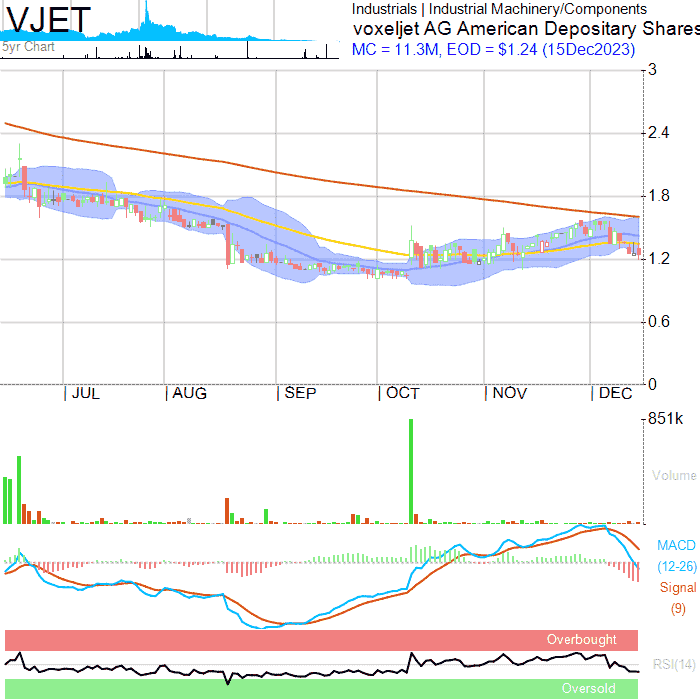 VJET
5yr Chart
Industrials | Industrial Machinery/Components
voxeljet AG American Depositary Shares
MC = 11.3M, EOD = $1.24 (15Dec2023)
3
2.4
1.8
1.2
0.6
0
| JUL | AUG | SEP | OCT | NOV | DEC
851k
Volume
MACD
(12-26)
Signal
(9)
Overbought
RSI(14)
Oversold